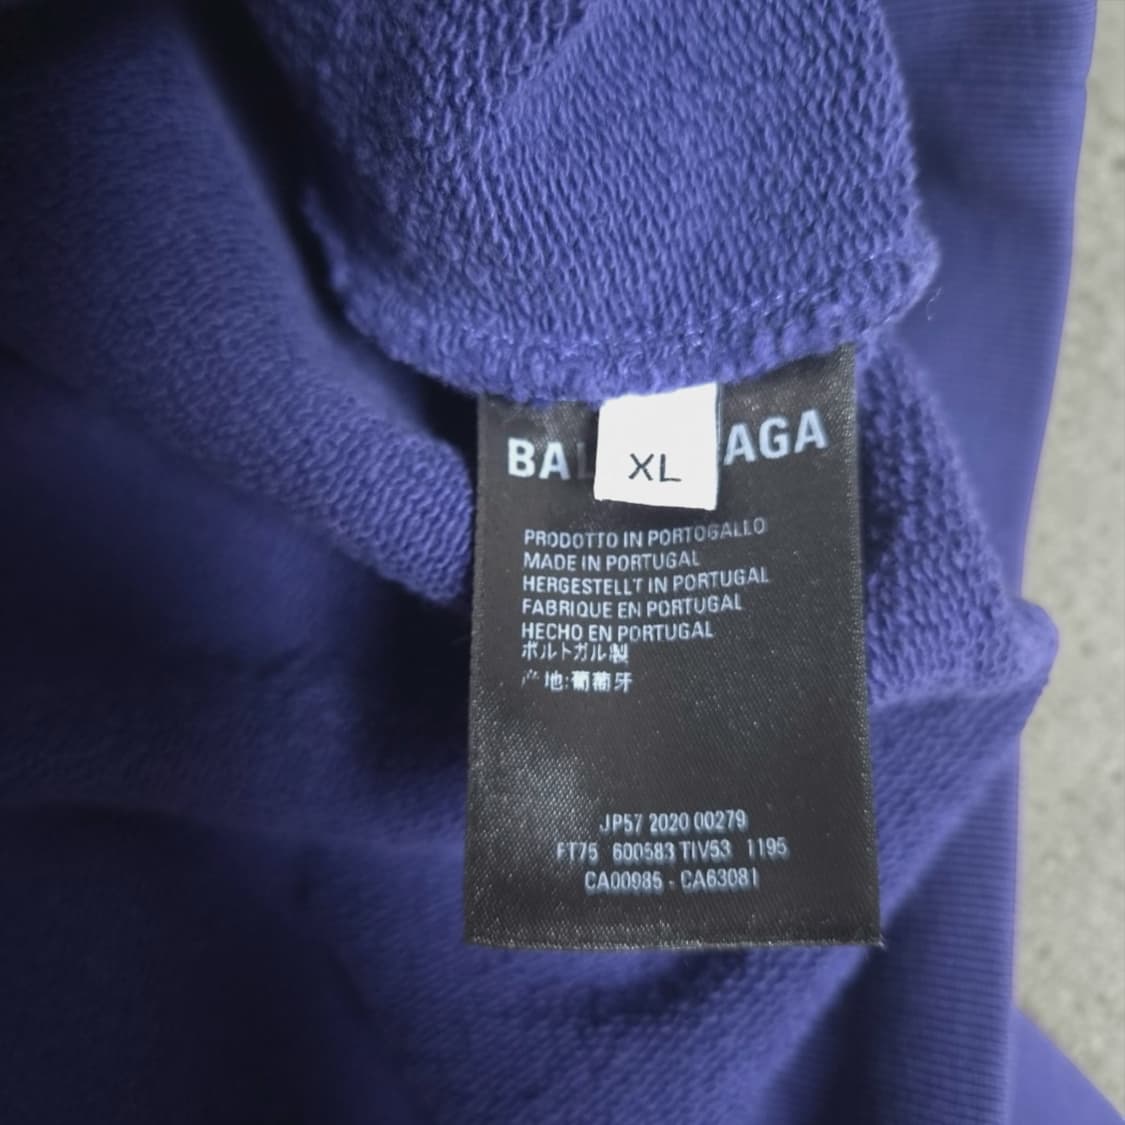 BAL AGA
XL
PRODOTTO IN PORTOGALLO
MADE IN PORTUGAL
HERGESTELLT IN PORTUGAL
FABRIQUE EN PORTUGAL
HECHO EN PORTUGAL
ポルトガル製
产地:葡萄牙
JP57 2020 00279
FT75 600583 TIV53 1195
CA00985 - CA63081